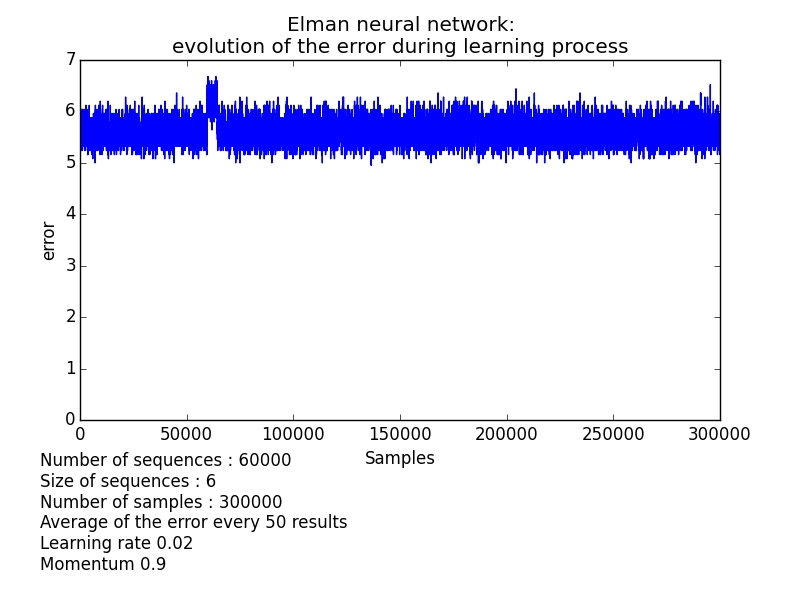 Elman neural network:
evolution of the error during learning process
7
6
5
4
3
2
1
0
error
0 50000 100000 150000 200000 250000 300000
Samples
Number of sequences : 60000
Size of sequences : 6
Number of samples : 300000
Average of the error every 50 results
Learning rate 0.02
Momentum 0.9